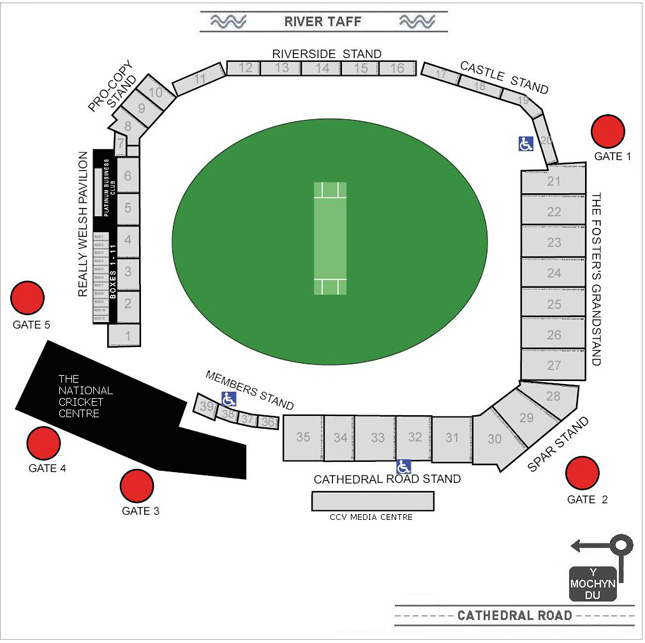 RIVER TAFF
RIVERSIDE STAND
12 13 14 15 16
11
17
18
19
20
CASTLE STAND
PRO-COPY
STAND
10
9
8
7
GATE 1
REALLY WELSH PAVILION
PLATINUM BUSINESS
CLUB
BOXES 1 - 11
6
5
4
3
2
1
21
22
23
24
25
26
27
THE FOSTER'S GRANDSTAND
GATE 5
THE
NATIONAL
CRICKET
CENTRE
MEMBERS STAND
39
38
37
36
35
34
33
32
31
30
29
28
SPAR STAND
GATE 4
GATE 3
CATHEDRAL ROAD STAND
CCV MEDIA CENTRE
GATE 2
Y
MOCHYN
DU
CATHEDRAL ROAD